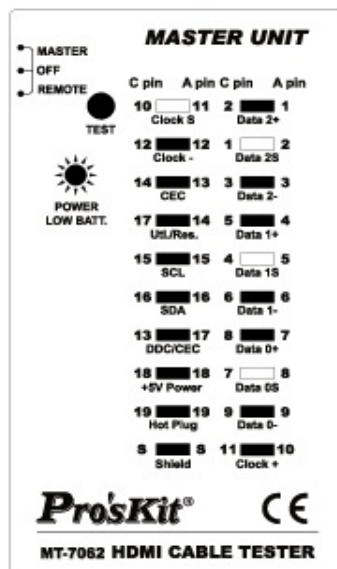 MASTER UNIT
MASTER
OFF
REMOTE
TEST
POWER
LOW BATT.
C pin A pin C pin A pin
10 11 2 1
Clock S Data 2+
12 12 1 2
Clock - Data 2S
14 13 3 3
CEC Data 2-
17 14 5 4
Utl./Res. Data 1+
15 15 4 5
SCL Data 1S
16 16 6 6
SDA Data 1-
13 17 8 7
DDC/CEC Data 0+
18 18 7 8
+5V Power Data 0S
19 19 9 9
Hot Plug Data 0-
S S 11 10
Shield Clock +
Pro'sKit® CE
MT-7062 HDMI CABLE TESTER